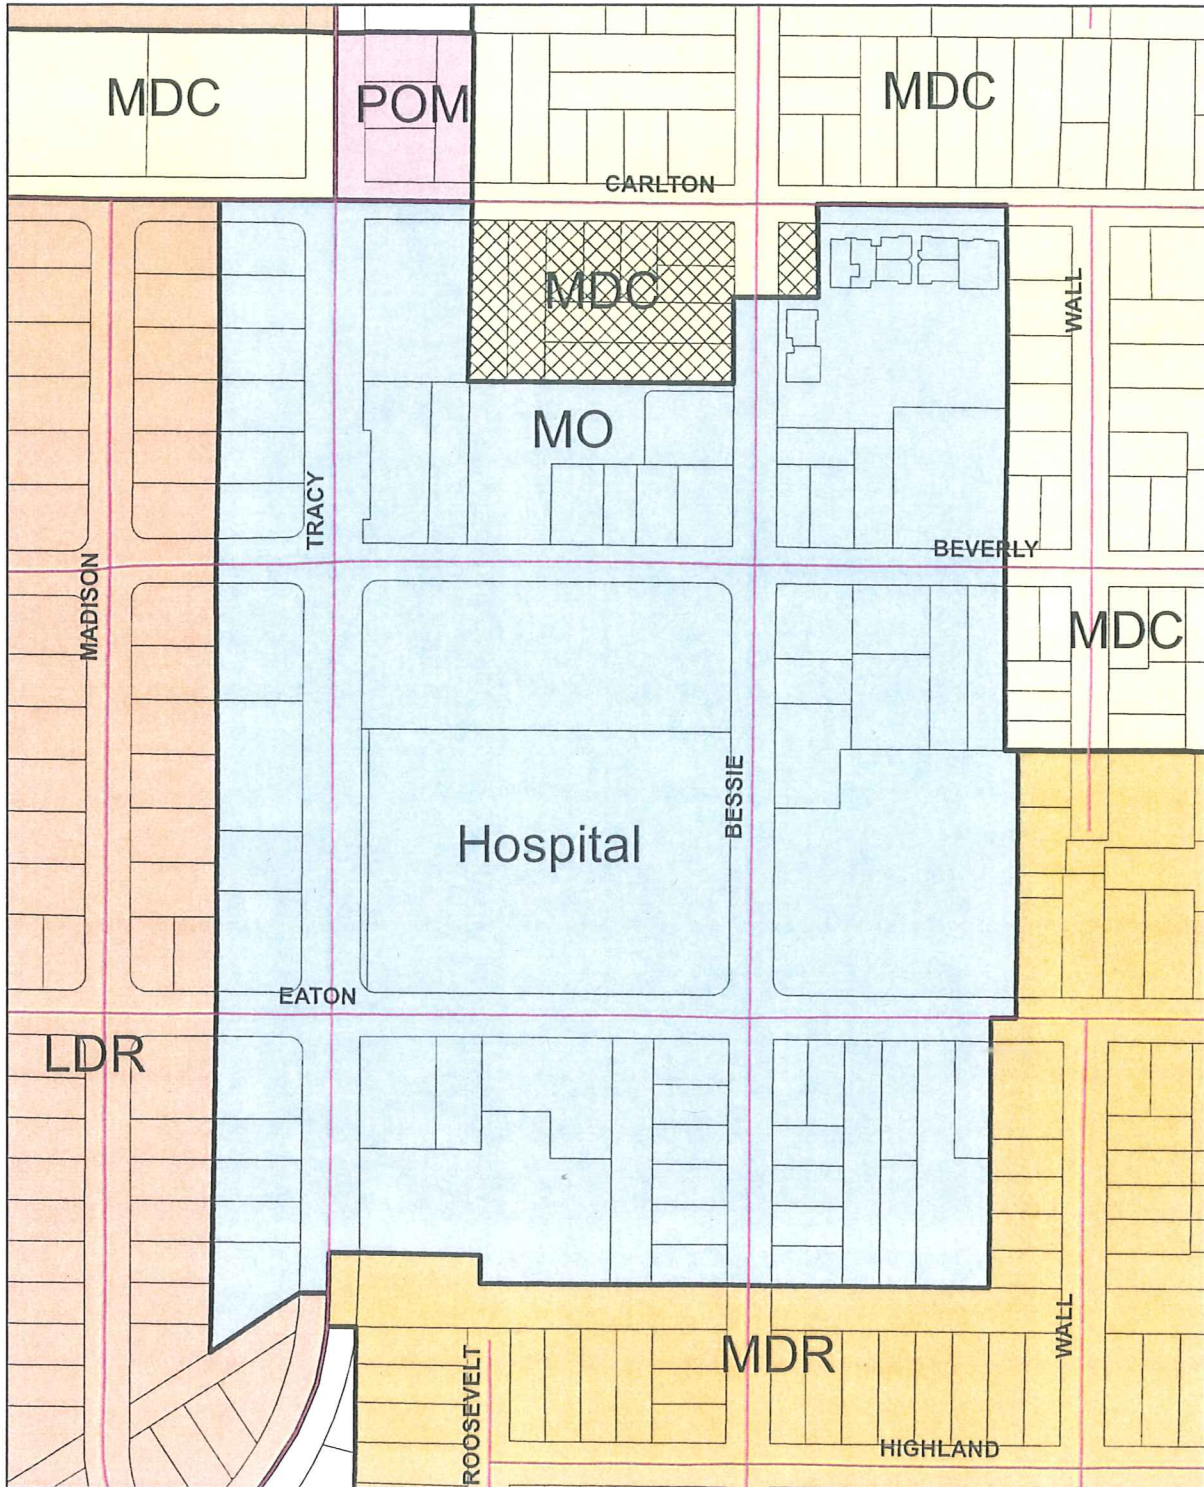 MDC
POM
MDC
CARLTON
MDC
WALL
MO
TRACY
BEVERLY
MADISON
MDC
BESSIE
Hospital
EATON
LDR
WALL
MDR
ROOSEVELT
HIGHLAND